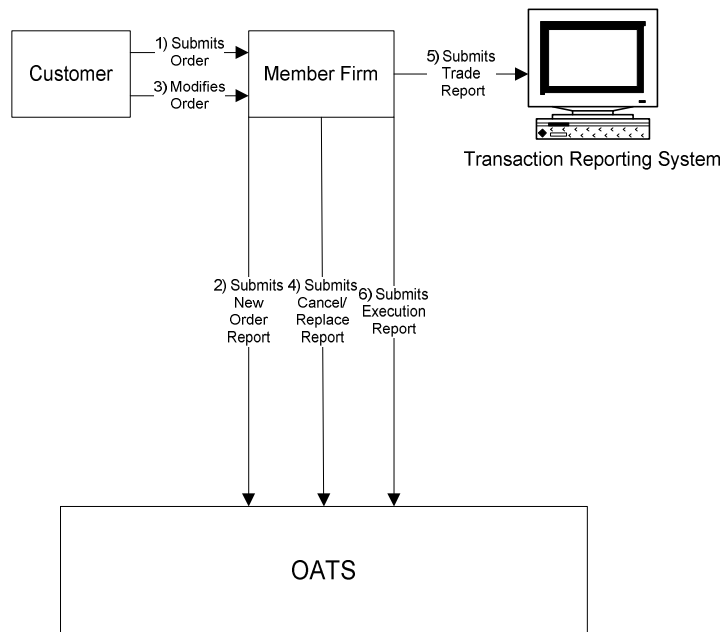 1) Submits
Order
Customer
3) Modifies
Order
Member Firm
5) Submits
Trade
Report
Transaction Reporting System
2) Submits
New
Order
Report
4) Submits
Cancel/
Replace
Report
6) Submits
Execution
Report
OATS